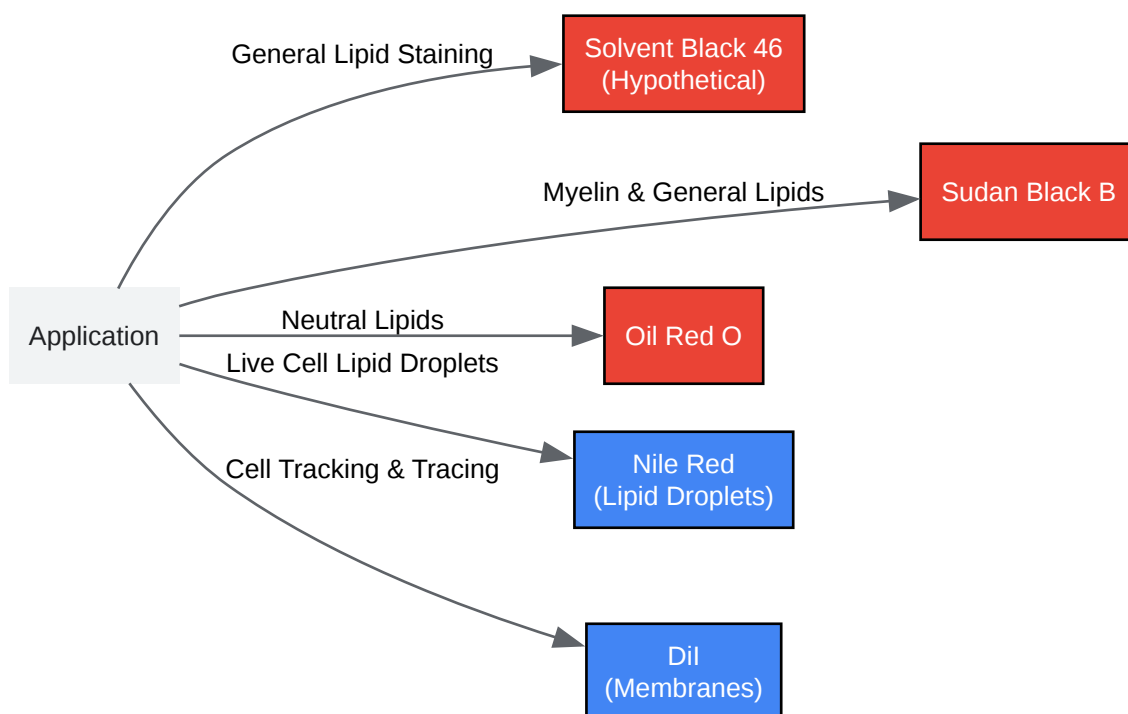 General Lipid Staining
Solvent Black 46
(Hypothetical)
Myelin & General Lipids
Sudan Black B
Application
Neutral Lipids
Oil Red O
Live Cell Lipid Droplets
Nile Red
(Lipid Droplets)
Cell Tracking & Tracing
DiI
(Membranes)